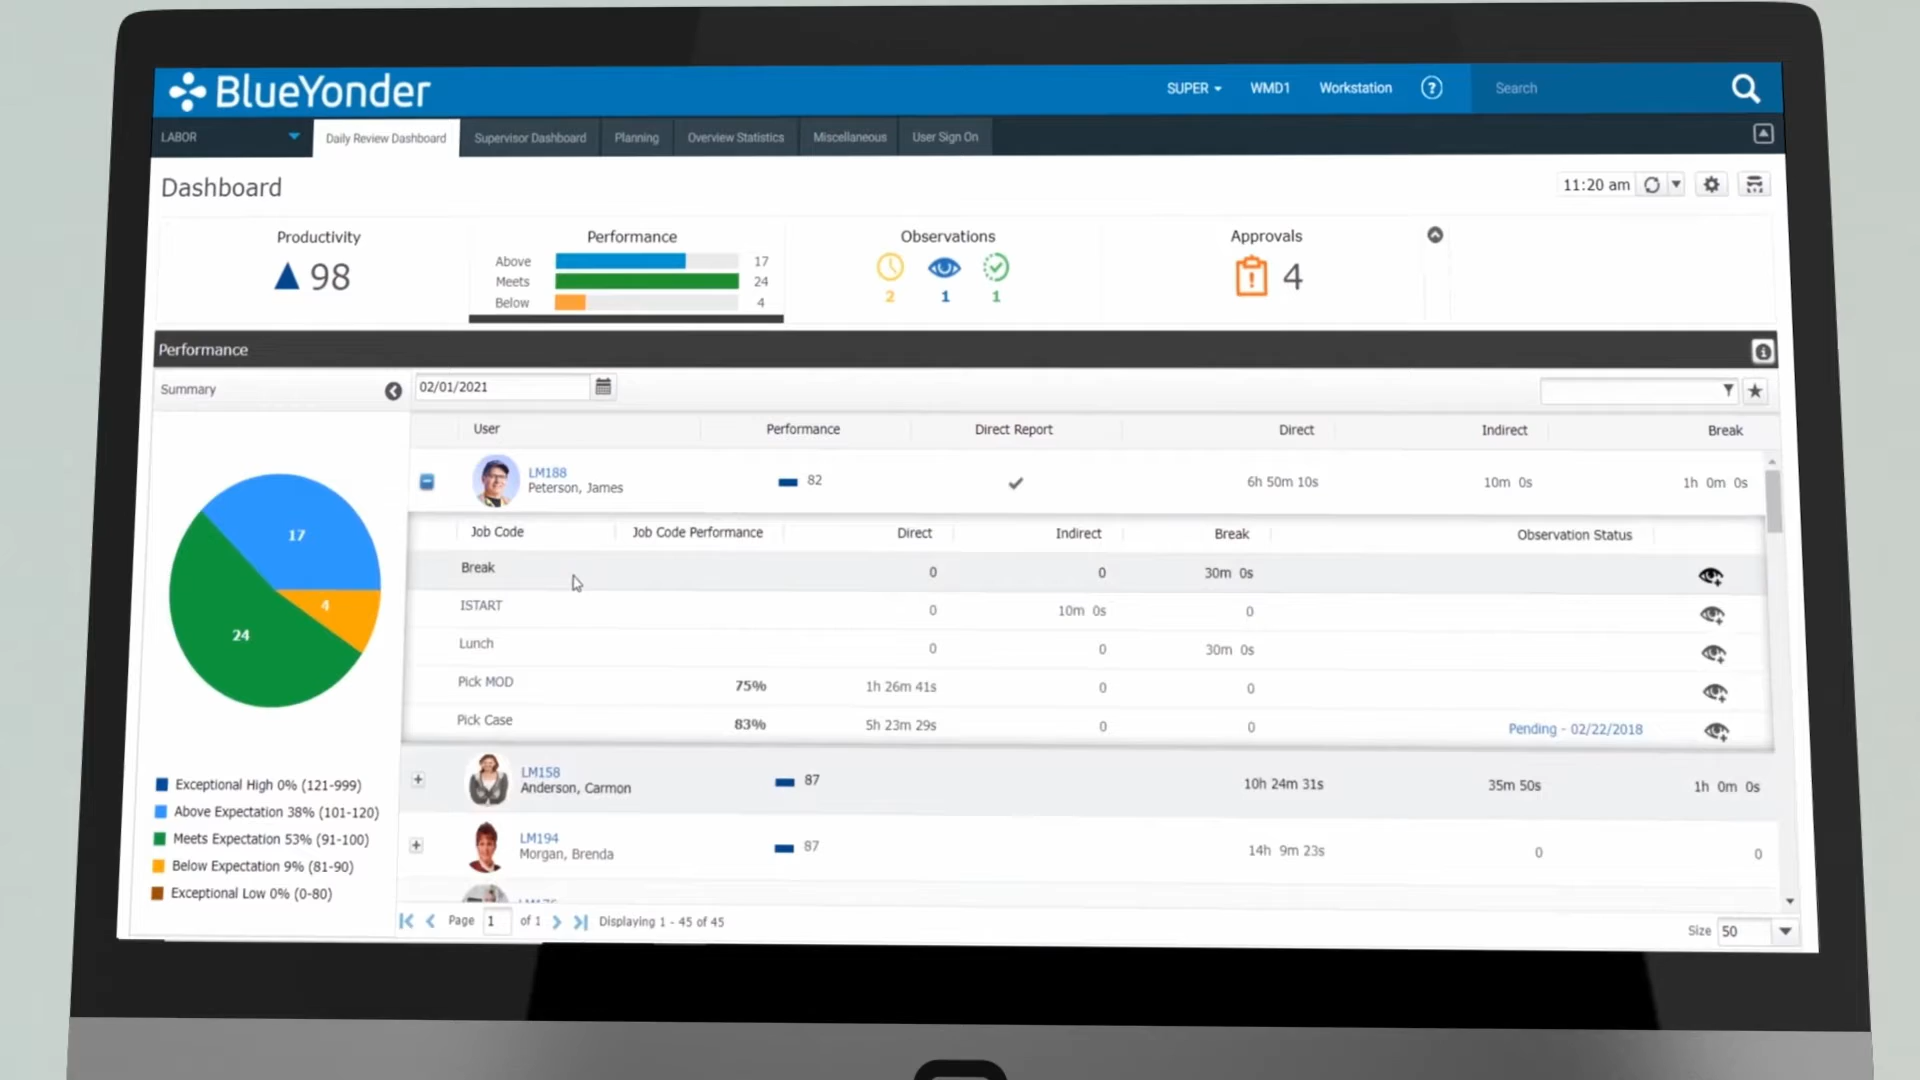 BlueYonder
SUPER WMD1 Workstation ? Search
LABOR Daily Review Dashboard Supervisor Dashboard Planning Overview Statistics Miscellaneous User Sign On
Dashboard
11:20 am
Productivity Performance Observations Approvals
98
Above 17
Meets 24
Below 4
2 1 1
4
Performance
Summary
02/01/2021
User Performance Direct Report Direct Indirect Break
LM188
Peterson, James
82 6h 50m 10s 10m 0s 1h 0m 0s
Job Code Job Code Performance Direct Indirect Break Observation Status
Break 0 0 30m 0s
ISTART 0 10m 0s 0
Lunch 0 0 30m 0s
Pick MOD 75% 1h 26m 41s 0 0
Pick Case 83% 5h 23m 29s 0 0 Pending - 02/22/2018
LM158
Anderson, Carmon
87 10h 24m 31s 35m 50s 1h 0m 0s
LM194
Morgan, Brenda
87 14h 9m 23s 0 0
17
4
24
Exceptional High 0% (121-999)
Above Expectation 38% (101-120)
Meets Expectation 53% (91-100)
Below Expectation 9% (81-90)
Exceptional Low 0% (0-80)
Page 1 of 1 Displaying 1 - 45 of 45
Size 50